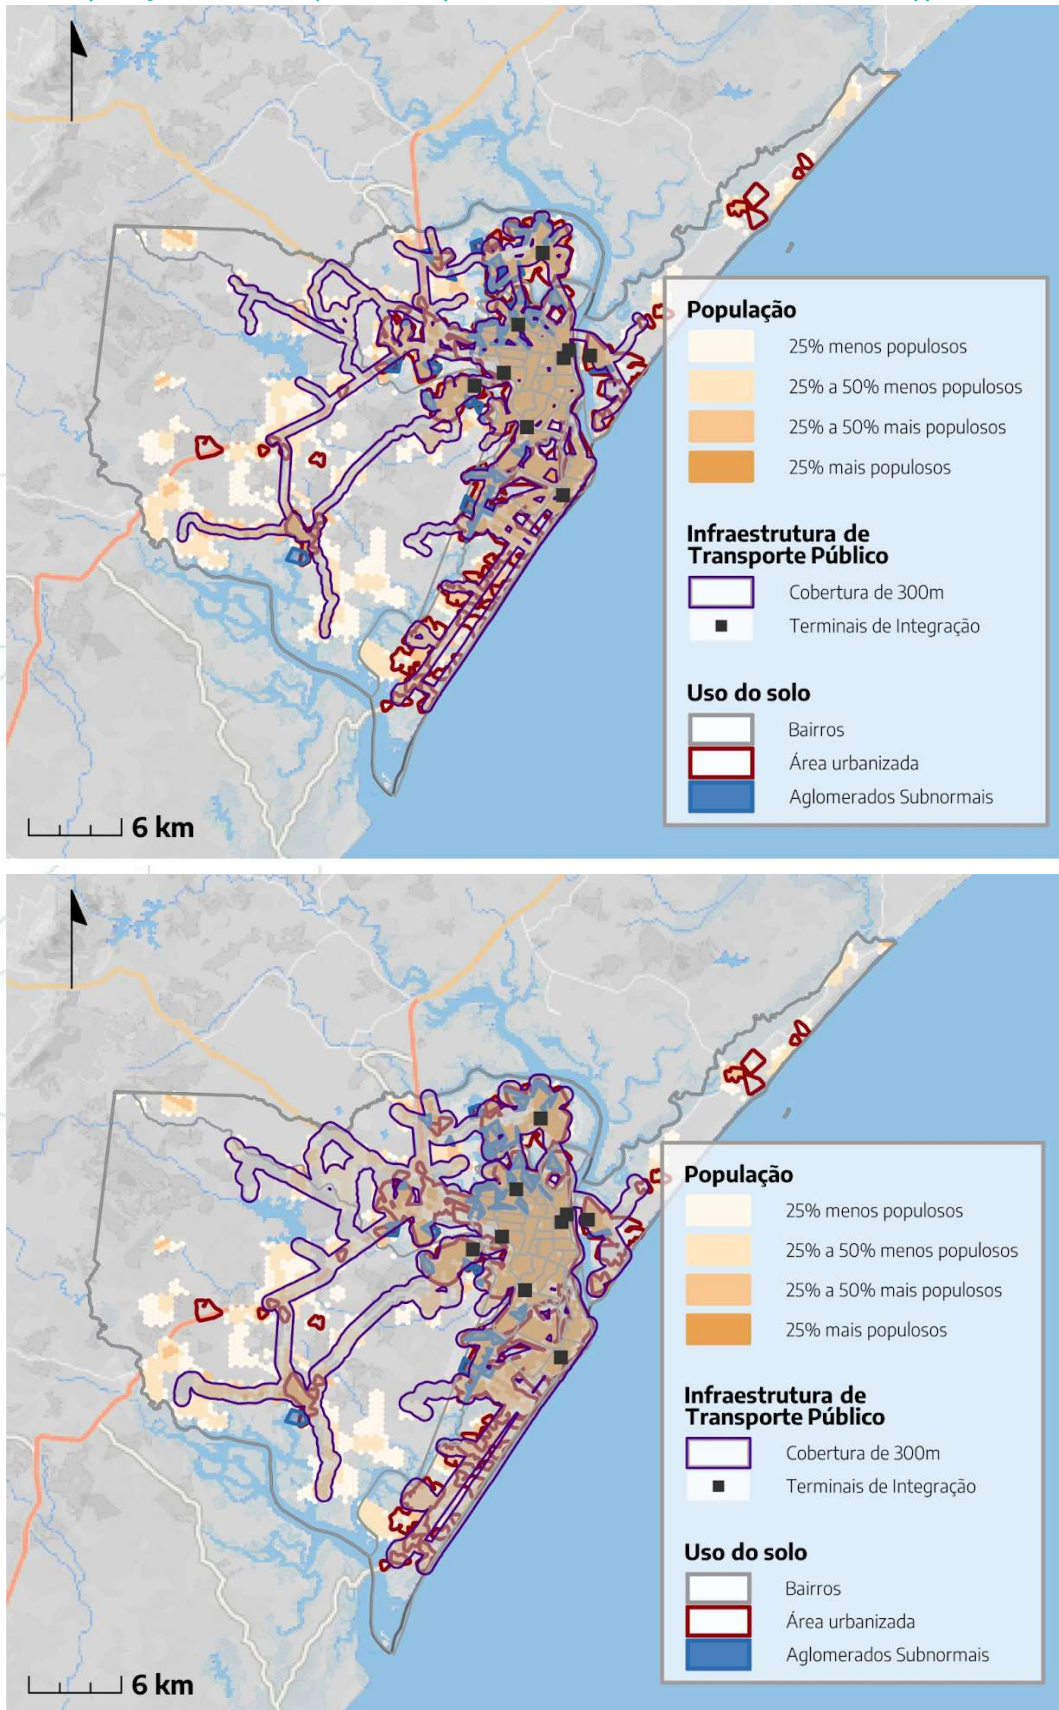 População
25% menos populosos
25% a 50% menos populosos
25% a 50% mais populosos
25% mais populosos
Infraestrutura de
Transporte Público
Cobertura de 300m
Terminais de Integração
Uso do solo
Bairros
Área urbanizada
Aglomerados Subnormais
6 km
População
25% menos populosos
25% a 50% menos populosos
25% a 50% mais populosos
25% mais populosos
Infraestrutura de
Transporte Público
Cobertura de 300m
Terminais de Integração
Uso do solo
Bairros
Área urbanizada
Aglomerados Subnormais
6 km